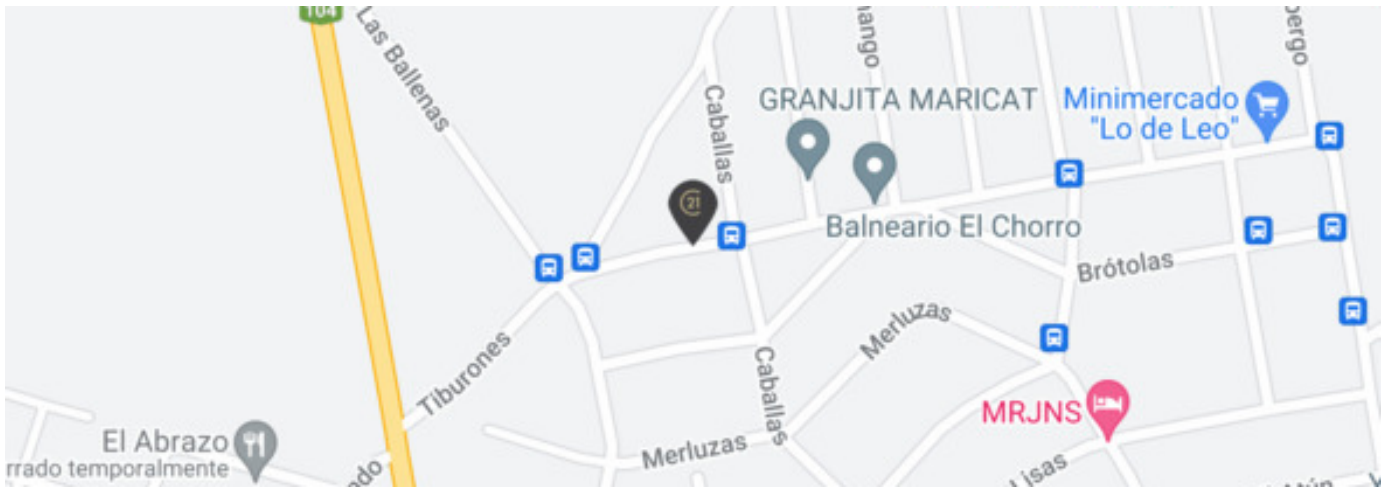 104
Las Ballenas
Caballas
GRANJITA MARICAT
Minimercado
"Lo de Leo"
21
Balneario El Chorro
Brótolas
Merluzas
Tiburones
Caballas
MRJNS
El Abrazo
rrado temporalmente
Merluzas
Lisas